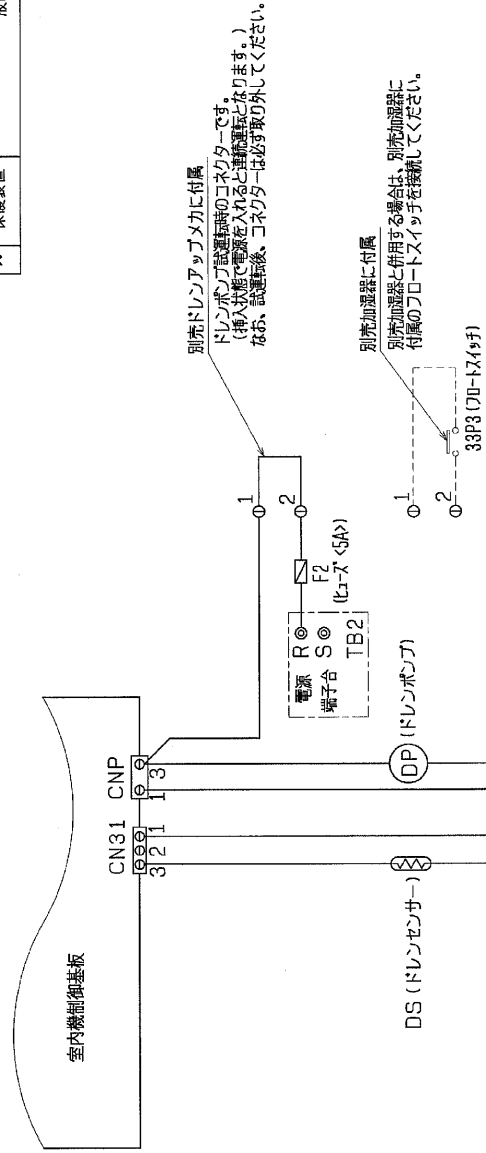 保護装置
別売ドレンアップメカに付属
ドレンポンプ試運転時のコネクターです。
(挿入状態で電源を入れると連続運転となります。)
なお、試運転後、コネクターは必ず取り外してください。
別売加湿器に付属
別売加湿器と併用する場合は、別売加湿器に
付属のフロートスイッチを接続してください。
1
2
33P3(フロートスイッチ)
1
2
F2
(ヒューズ<5A>)
電源
端子台
R
S
TB2
室内機制御基板
CN31
3 2 1
CNP
1 3
DP (ドレンポンプ)
DS (ドレンセンサー)